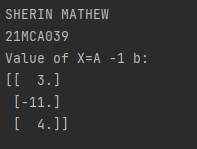 SHERIN MATHEW
21MCA039
Value of X=A -1 b:
[[  3.]
 [-11.]
 [  4.]]